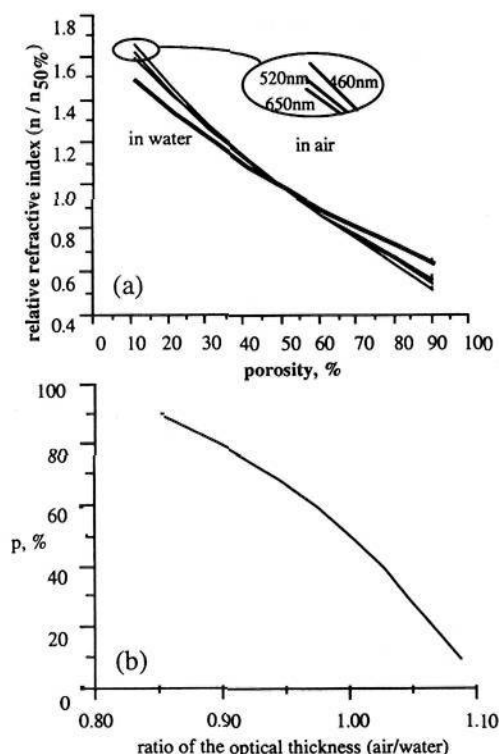 relative refractive index (n / n50%)
1.8
1.6
1.4
1.2
1.0
0.8
0.6
0.4
520nm 460nm
650nm
in water
in air
(a)
0 10 20 30 40 50 60 70 80 90 100
porosity, %
100
80
60
p, %
40
20
0
(b)
0.80 0.90 1.00 1.10
ratio of the optical thickness (air/water)